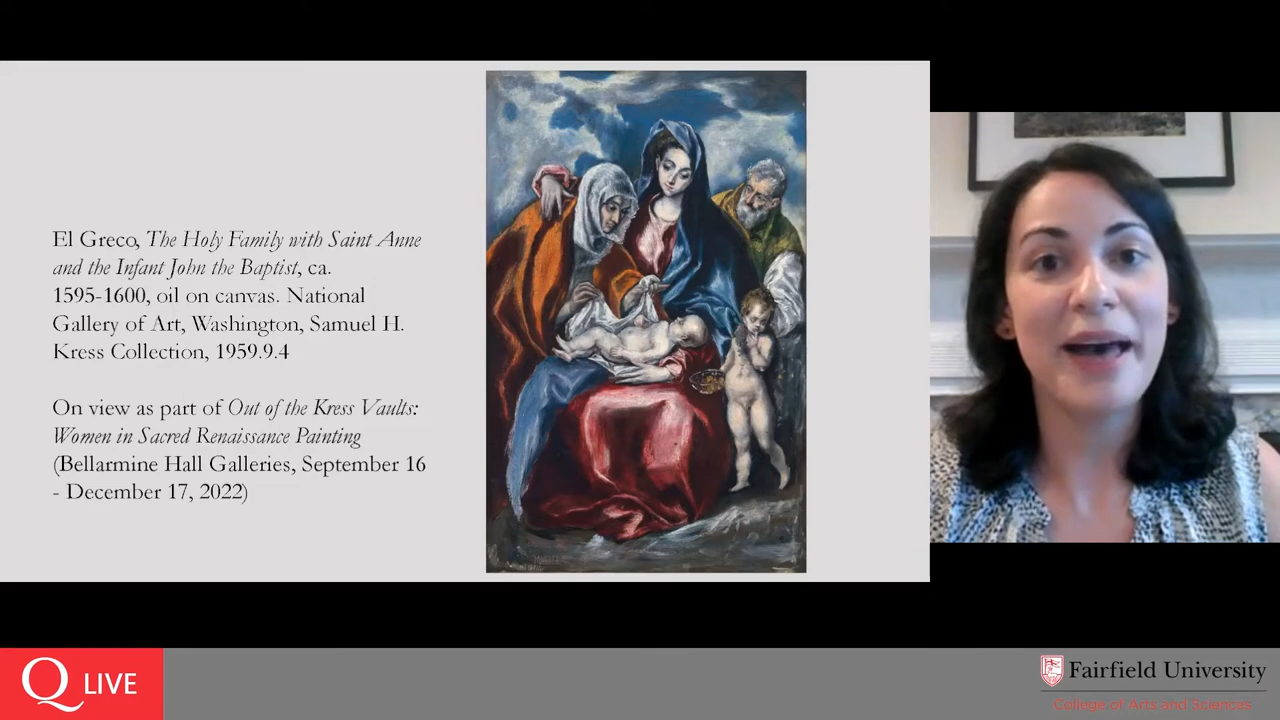 El Greco, The Holy Family with Saint Anne
and the Infant John the Baptist, ca.
1595-1600, oil on canvas. National
Gallery of Art, Washington, Samuel H.
Kress Collection, 1959.9.4
On view as part of Out of the Kress Vaults:
Women in Sacred Renaissance Painting
(Bellarmine Hall Galleries, September 16
- December 17, 2022)
Q LIVE
Fairfield University
College of Arts and Sciences